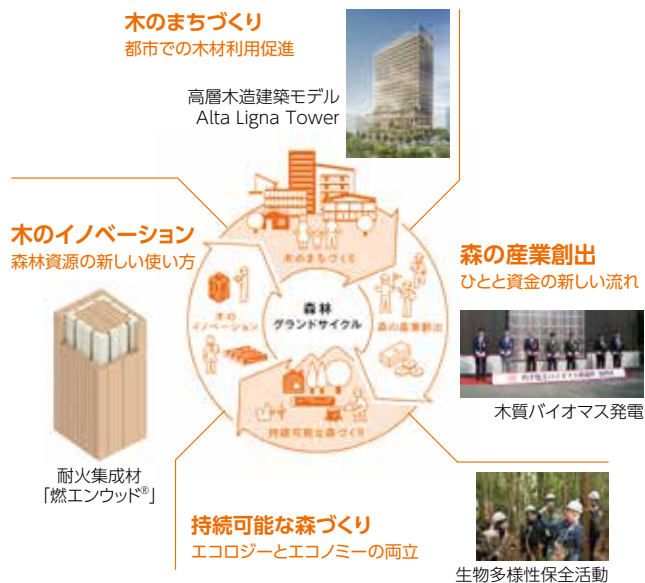 木のまちづくり
都市での木材利用促進
高層木造建築モデル
Alta Ligna Tower
木のイノベーション
森林資源の新しい使い方
森の産業創出
ひとと資金の新しい流れ
木のまちづくり
木の
イノベーション
森林
グランドサイクル
森の産業創出
持続可能な森づくり
木質バイオマス発電
耐火集成材
「燃エンウッド®」
持続可能な森づくり
エコロジーとエコノミーの両立
生物多様性保全活動